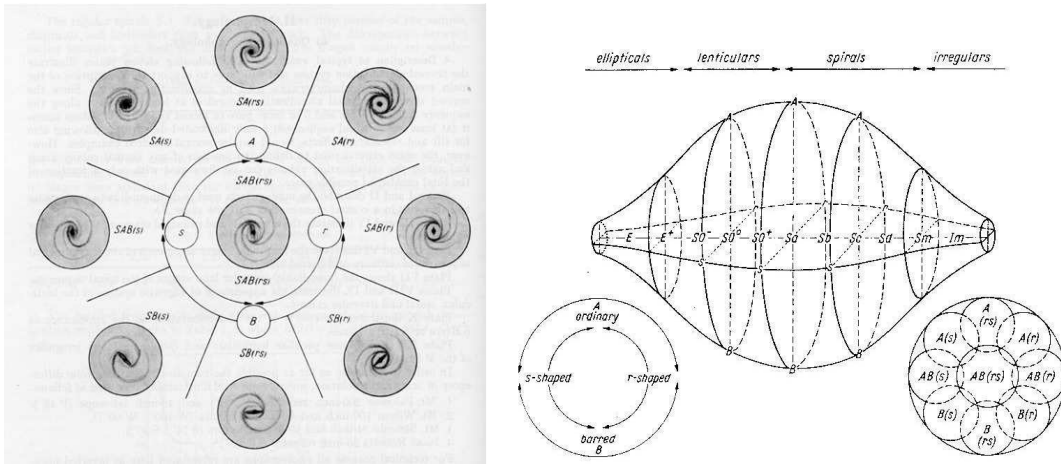 SA(rs)
SA(s)
SA(r)
A
SAB(rs)
SAB(s)
s
r
SAB(r)
SAB(rs)
B
SB(s)
SB(r)
SB(rs)
ellipticals lenticulars spirals irregulars
A
A A
r r r
E E+ S0- S0° S0+ Sa Sb Sc Sd Sm Im
s s s
B B
B
A
ordinary
s-shaped r-shaped
barred
B
A
(rs)
A(s) A(r)
AB(s) AB(rs) AB(r)
B(s) B(r)
B
(rs)